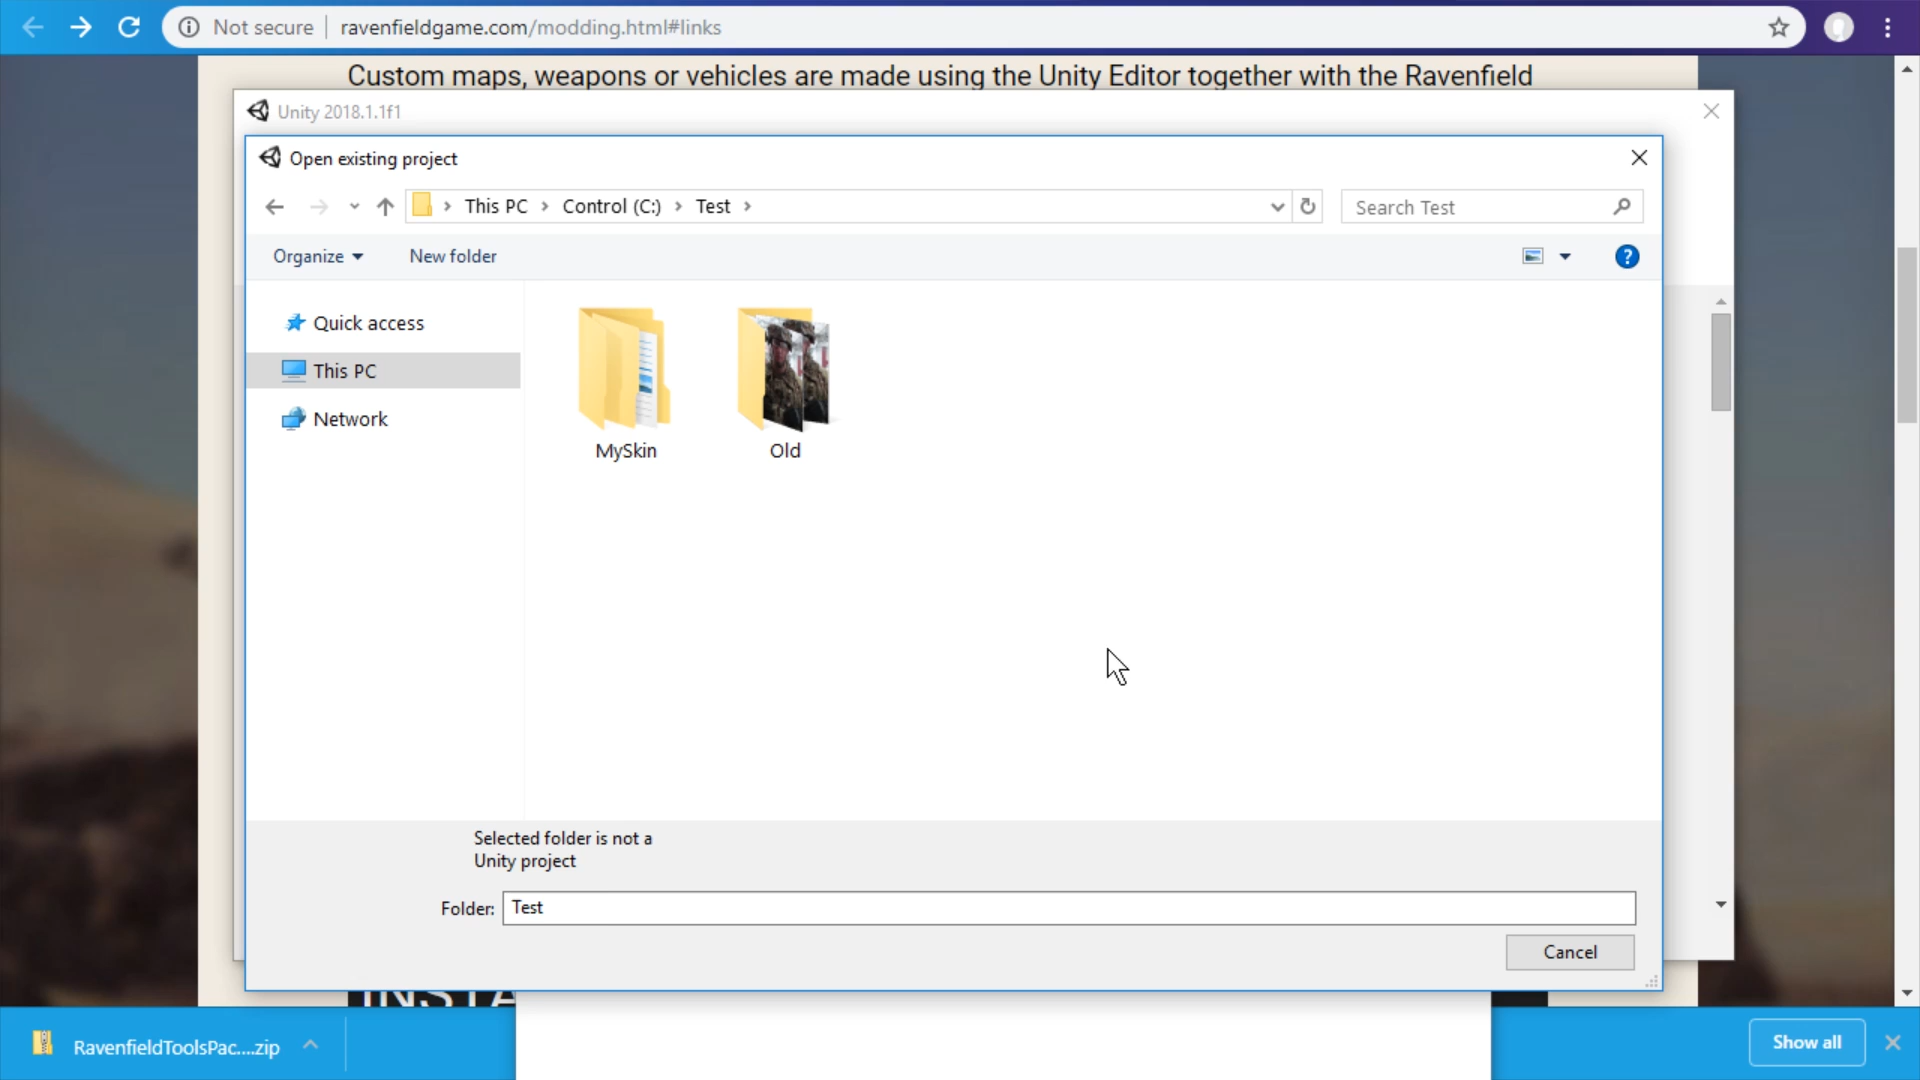 Not secure
ravenfieldgame.com/modding.html#links
Custom maps, weapons or vehicles are made using the Unity Editor together with the Ravenfield
Unity 2018.1.1f1
Open existing project
This PC > Control (C:) > Test >
Search Test
Organize
New folder
?
Quick access
This PC
Network
MySkin
Old
Selected folder is not a
Unity project
Folder:
Test
Cancel
RavenfieldToolsPac....zip
Show all